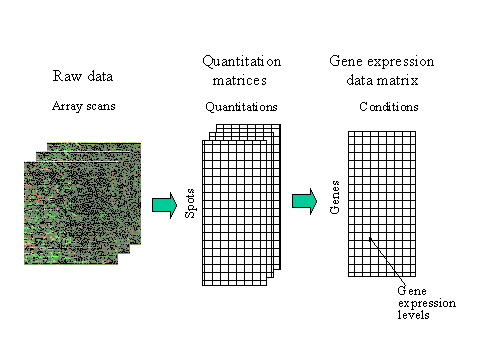 Raw data
Array scans
Quantitation
matrices
Quantitations
Spots
Gene expression
data matrix
Conditions
Genes
Gene
expression
levels